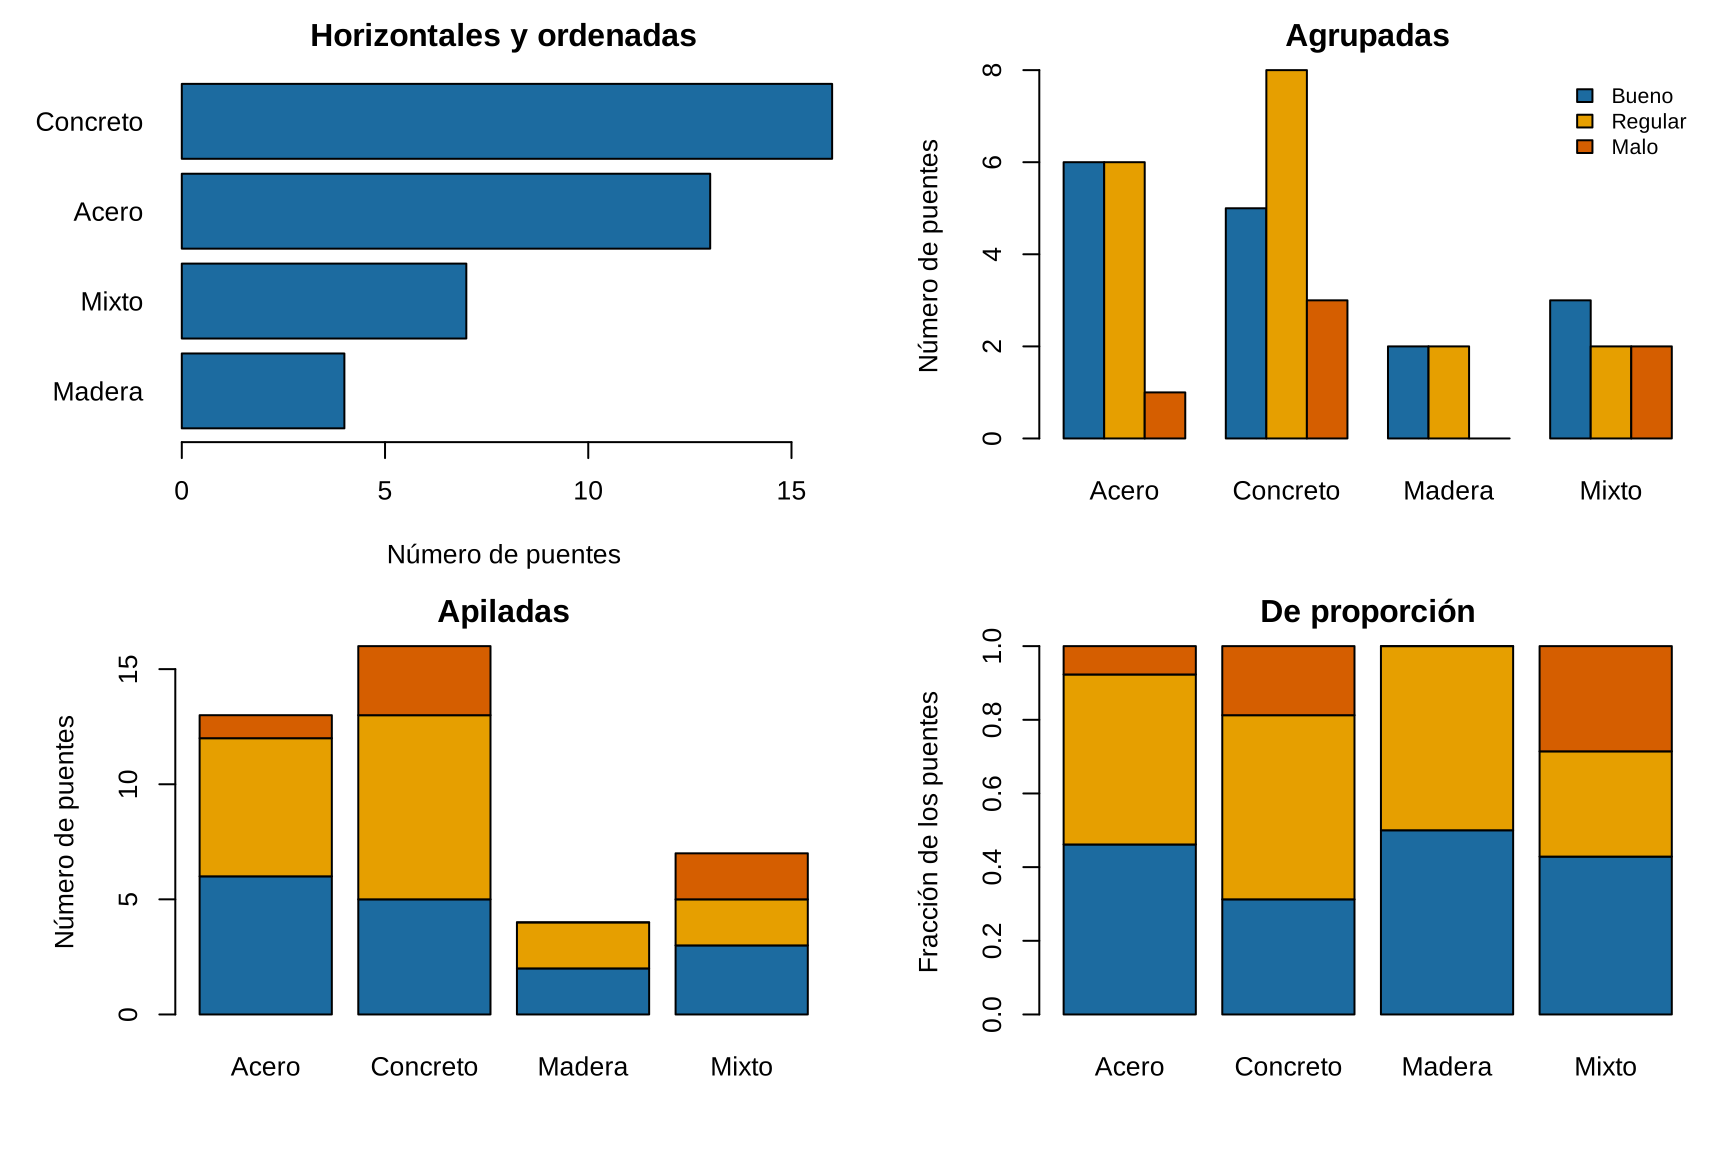 Horizontales y ordenadas
Concreto
Acero
Mixto
Madera
0 5 10 15
Número de puentes
Agrupadas
Número de puentes
8
6
4
2
0
Bueno
Regular
Malo
Acero Concreto Madera Mixto
Apiladas
Número de puentes
15
10
5
0
Acero Concreto Madera Mixto
De proporción
Fracción de los puentes
1.0
0.8
0.6
0.4
0.2
0.0
Acero Concreto Madera Mixto